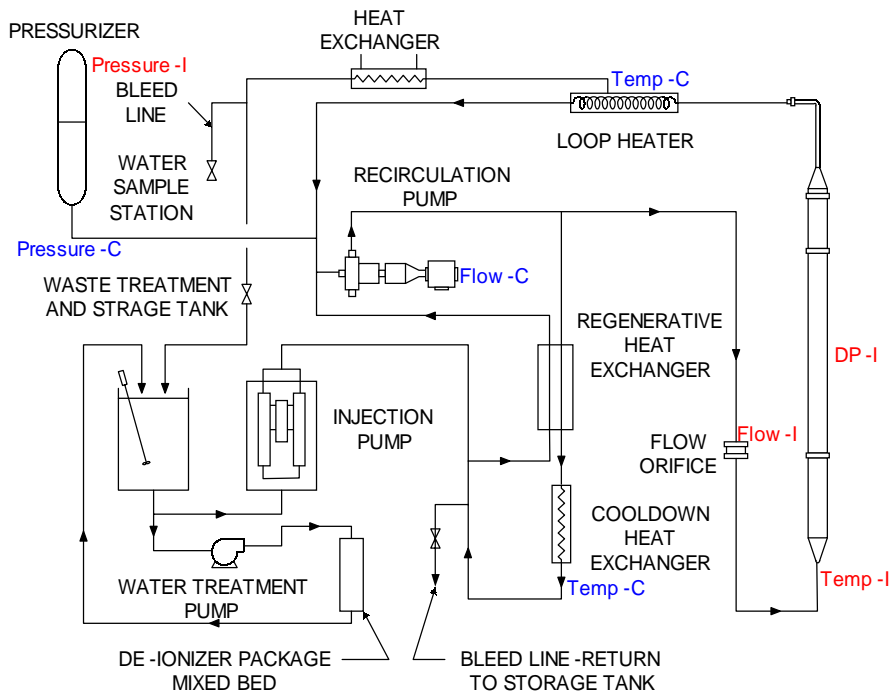 PRESSURIZER
HEAT
EXCHANGER
Pressure -I
BLEED
LINE
Temp -C
LOOP HEATER
WATER
SAMPLE
STATION
RECIRCULATION
PUMP
Pressure -C
Flow -C
WASTE TREATMENT
AND STRAGE TANK
REGENERATIVE
HEAT
EXCHANGER
DP -I
INJECTION
PUMP
Flow -I
FLOW
ORIFICE
COOLDOWN
HEAT
EXCHANGER
WATER TREATMENT
PUMP
Temp -C
Temp -I
DE -IONIZER PACKAGE
MIXED BED
BLEED LINE -RETURN
TO STORAGE TANK